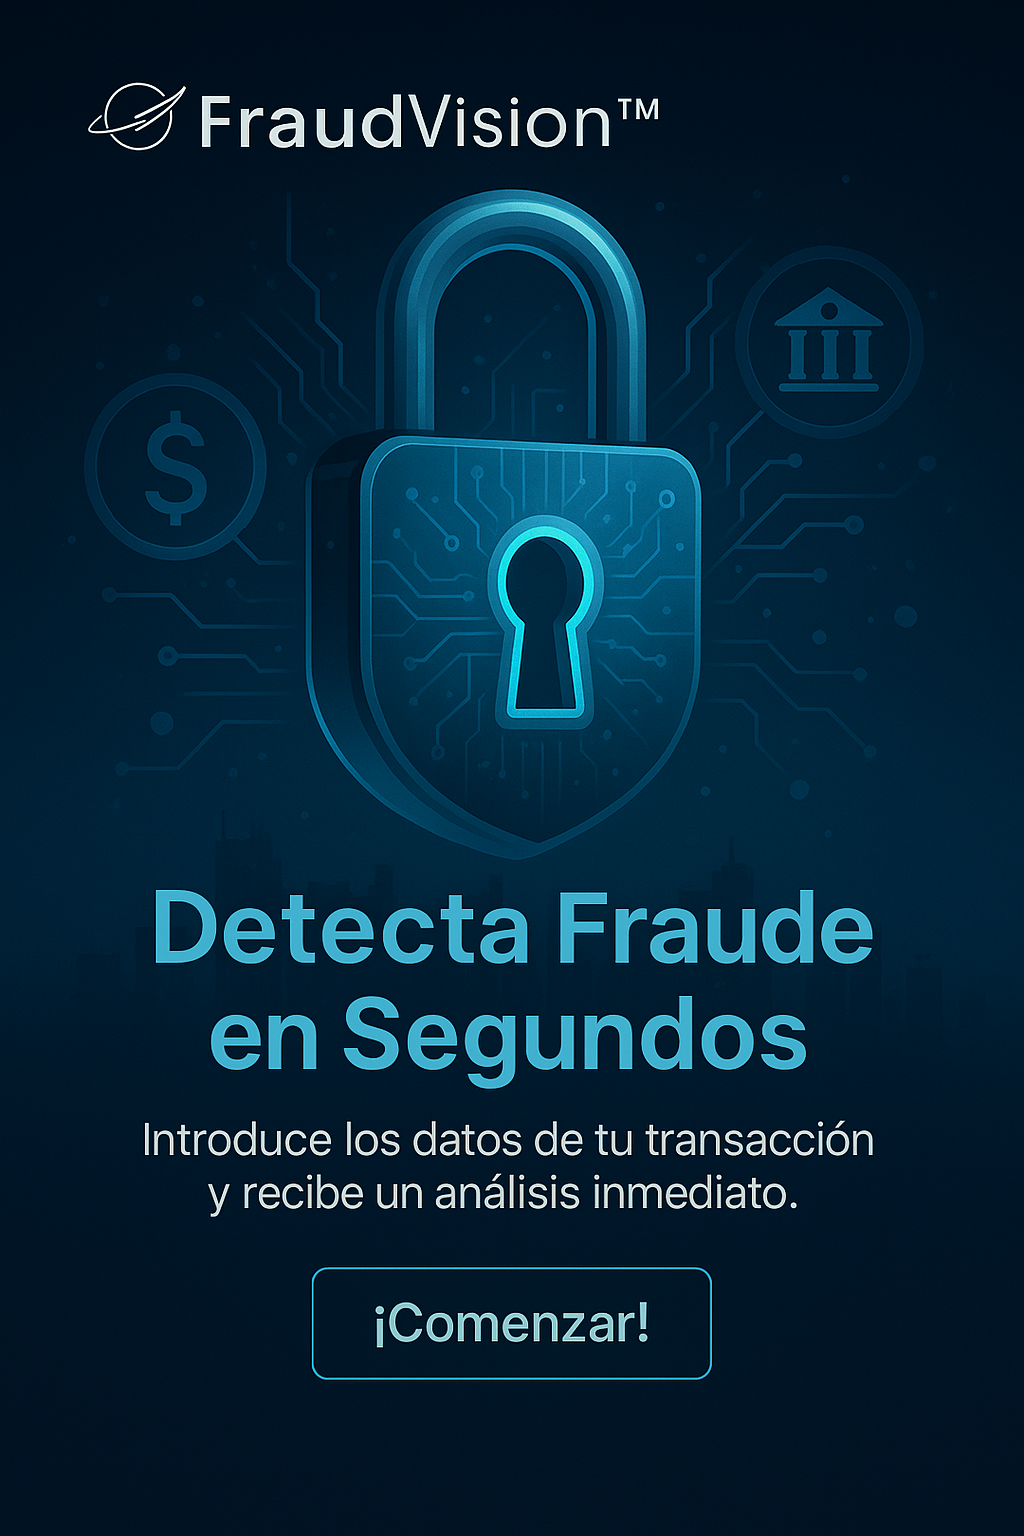 FraudVision™
$
Detecta Fraude
en Segundos
Introduce los datos de tu transacción
y recibe un análisis inmediato.
¡Comenzar!